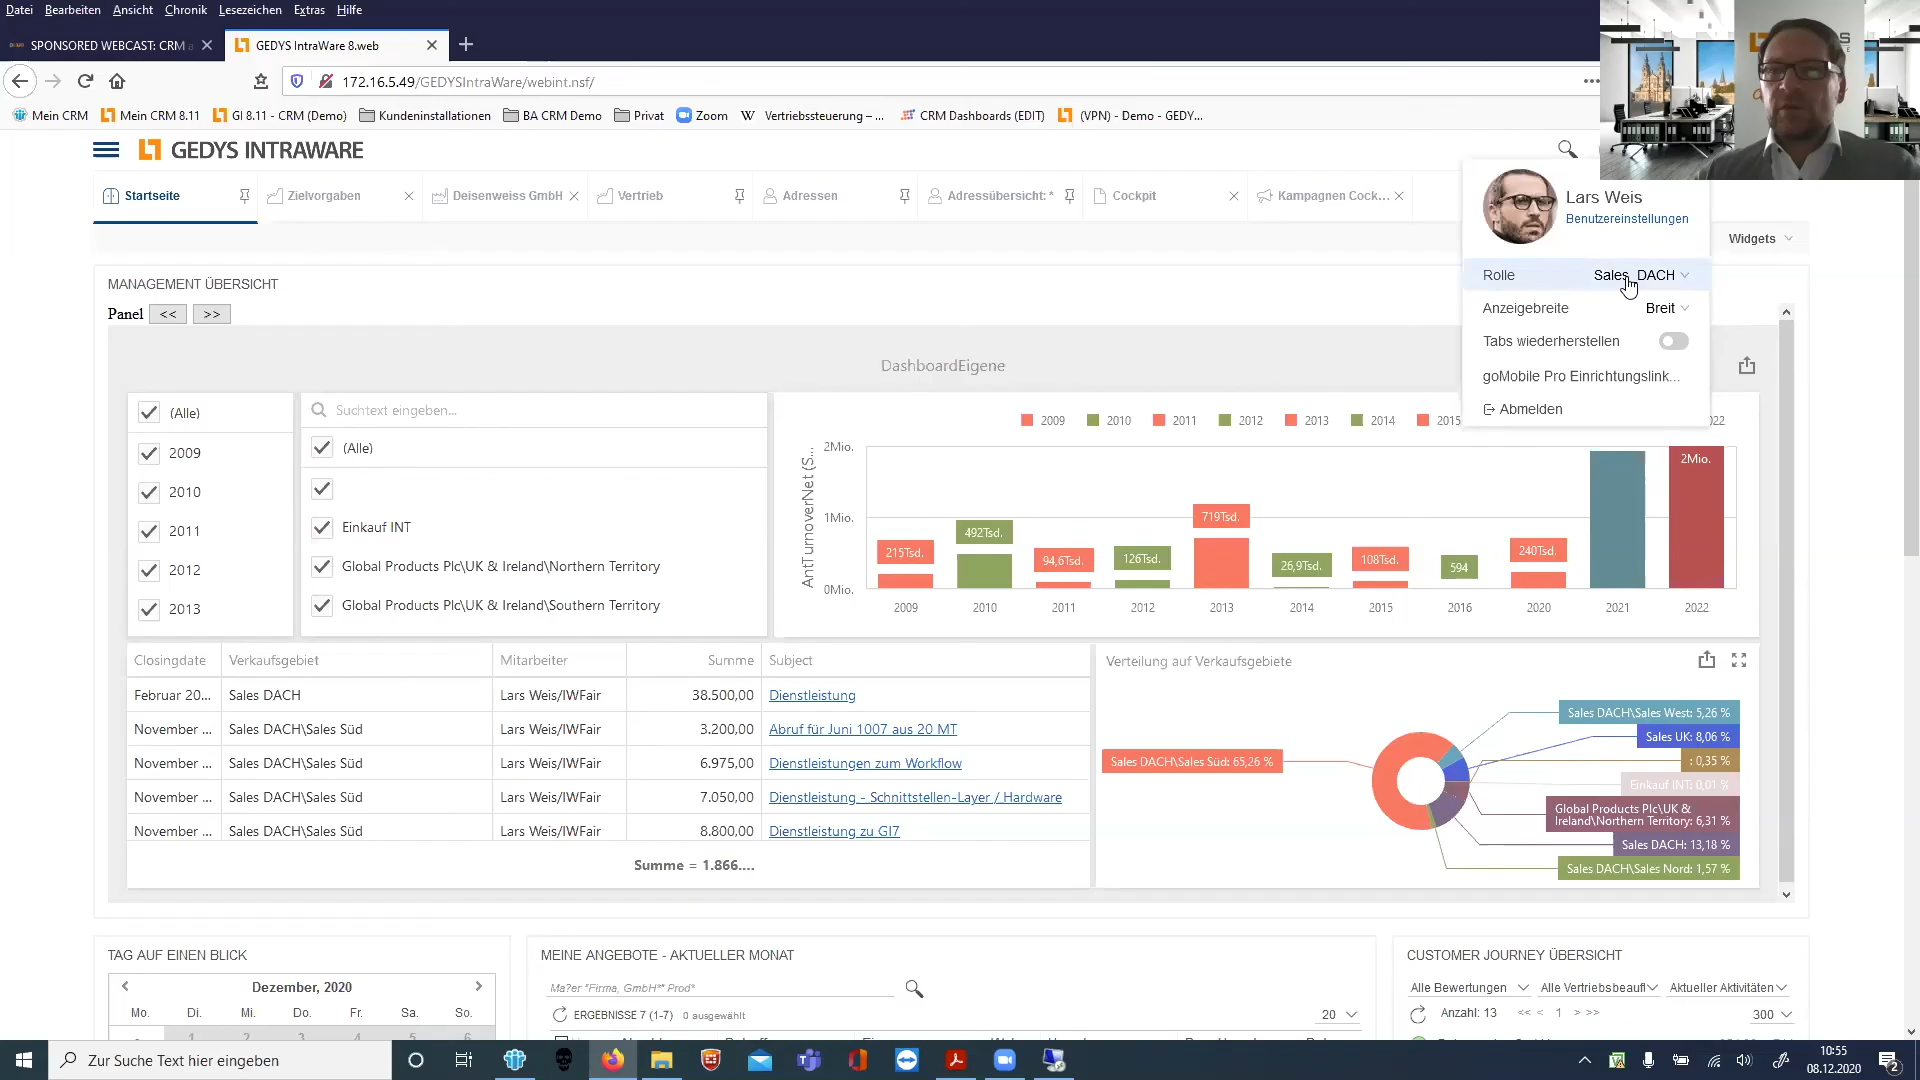 Datei Bearbeiten Ansicht Chronik Lesezeichen Extras Hilfe
SPONSORED WEBCAST: CRM GEDYS IntraWare 8.web
172.16.5.49/GEDYSIntraWare/webint.nsf/
Mein CRM Mein CRM 8.11 GI 8.11 - CRM (Demo) Kundeninstallationen BA CRM Demo Privat Zoom Vertriebssteuerung – ... CRM Dashboards (EDIT) (VPN) - Demo - GEDY...
GEDYS INTRAWARE
Startseite Zielvorgaben Deisenweiss GmbH Vertrieb Adressen Adressübersicht: * Cockpit Kampagnen Cock...
Lars Weis
Benutzereinstellungen
Widgets
Rolle Sales_DACH
Anzeigebreite Breit
Tabs wiederherstellen
goMobile Pro Einrichtungslink...
Abmelden
MANAGEMENT ÜBERSICHT
Panel << >>
DashboardEigene
(Alle)
2009
2010
2011
2012
2013
Suchtext eingeben...
(Alle)
Einkauf INT
Global Products Plc\UK & Ireland\Northern Territory
Global Products Plc\UK & Ireland\Southern Territory
2009 2010 2011 2012 2013 2014 2015
AntTurnoverNet (S...
2Mio.
1Mio.
0Mio.
215Tsd. 492Tsd. 94,6Tsd. 126Tsd. 719Tsd. 26,9Tsd. 108Tsd. 594 240Tsd. 2Mio.
2009 2010 2011 2012 2013 2014 2015 2016 2020 2021 2022
Closingdate Verkaufsgebiet Mitarbeiter Summe Subject
Februar 20... Sales DACH Lars Weis/IWFair 38.500,00 Dienstleistung
November ... Sales DACH\Sales Süd Lars Weis/IWFair 3.200,00 Abruf für Juni 1007 aus 20 MT
November ... Sales DACH\Sales Süd Lars Weis/IWFair 6.975,00 Dienstleistungen zum Workflow
November ... Sales DACH\Sales Süd Lars Weis/IWFair 7.050,00 Dienstleistung - Schnittstellen-Layer / Hardware
November ... Sales DACH\Sales Süd Lars Weis/IWFair 8.800,00 Dienstleistung zu GI7
Summe = 1.866....
Verteilung auf Verkaufsgebiete
Sales DACH\Sales Süd: 65,26 %
Sales DACH\Sales West: 5,26 %
Sales UK: 8,06 %
: 0,35 %
Einkauf INT: 0,01 %
Global Products Plc\UK &
Ireland\Northern Territory: 6,31 %
Sales DACH: 13,18 %
Sales DACH\Sales Nord: 1,57 %
TAG AUF EINEN BLICK
Dezember, 2020
Mo. Di. Mi. Do. Fr. Sa. So.
1 2 3 4 5 6
MEINE ANGEBOTE - AKTUELLER MONAT
Ma?er "Firma, GmbH*" Prod*
ERGEBNISSE 7 (1-7) 0 ausgewählt 20
CUSTOMER JOURNEY ÜBERSICHT
Alle Bewertungen Alle Vertriebsbeauft Aktueller Aktivitäten
Anzahl: 13 << < 1 > >> 300
Zur Suche Text hier eingeben
10:55
08.12.2020
2